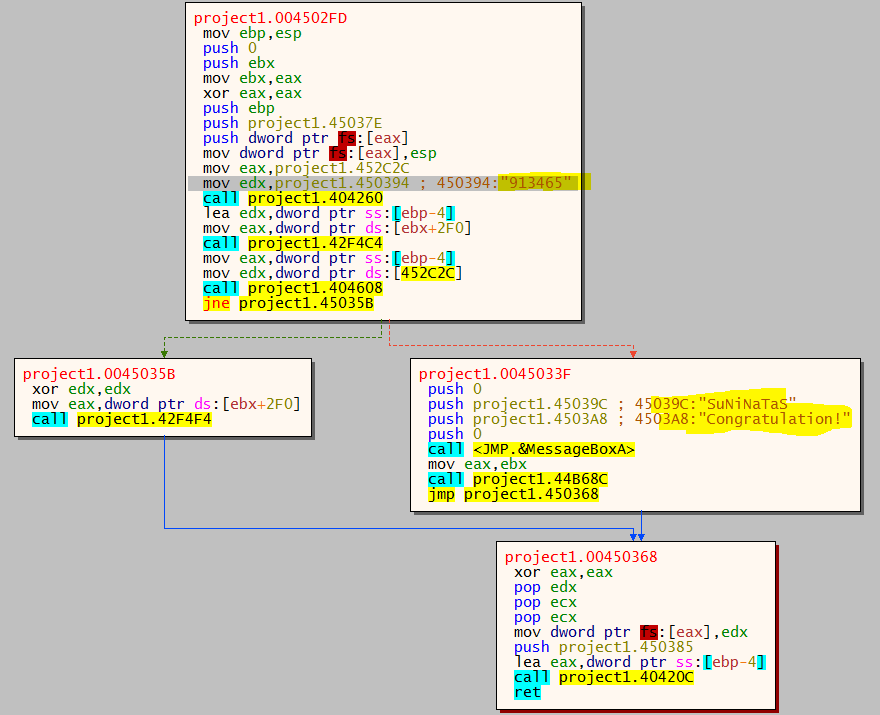 project1.004502FD
mov ebp,esp
push 0
push ebx
mov ebx,eax
xor eax,eax
push ebp
push project1.45037E
push dword ptr fs:[eax]
mov dword ptr fs:[eax],esp
mov eax,project1.452C2C
mov edx,project1.450394 ; 450394:"913465"
call project1.404260
lea edx,dword ptr ss:[ebp-4]
mov eax,dword ptr ds:[ebx+2F0]
call project1.42F4C4
mov eax,dword ptr ss:[ebp-4]
mov edx,dword ptr ds:[452C2C]
call project1.404608
jne project1.45035B
project1.0045035B
xor edx,edx
mov eax,dword ptr ds:[ebx+2F0]
call project1.42F4F4
project1.0045033F
push 0
push project1.45039C ; 45039C:"SuNiNaTaS"
push project1.4503A8 ; 4503A8:"Congratulation!"
push 0
call <JMP.&MessageBoxA>
mov eax,ebx
call project1.44B68C
jmp project1.450368
project1.00450368
xor eax,eax
pop edx
pop ecx
pop ecx
mov dword ptr fs:[eax],edx
push project1.450385
lea eax,dword ptr ss:[ebp-4]
call project1.40420C
ret